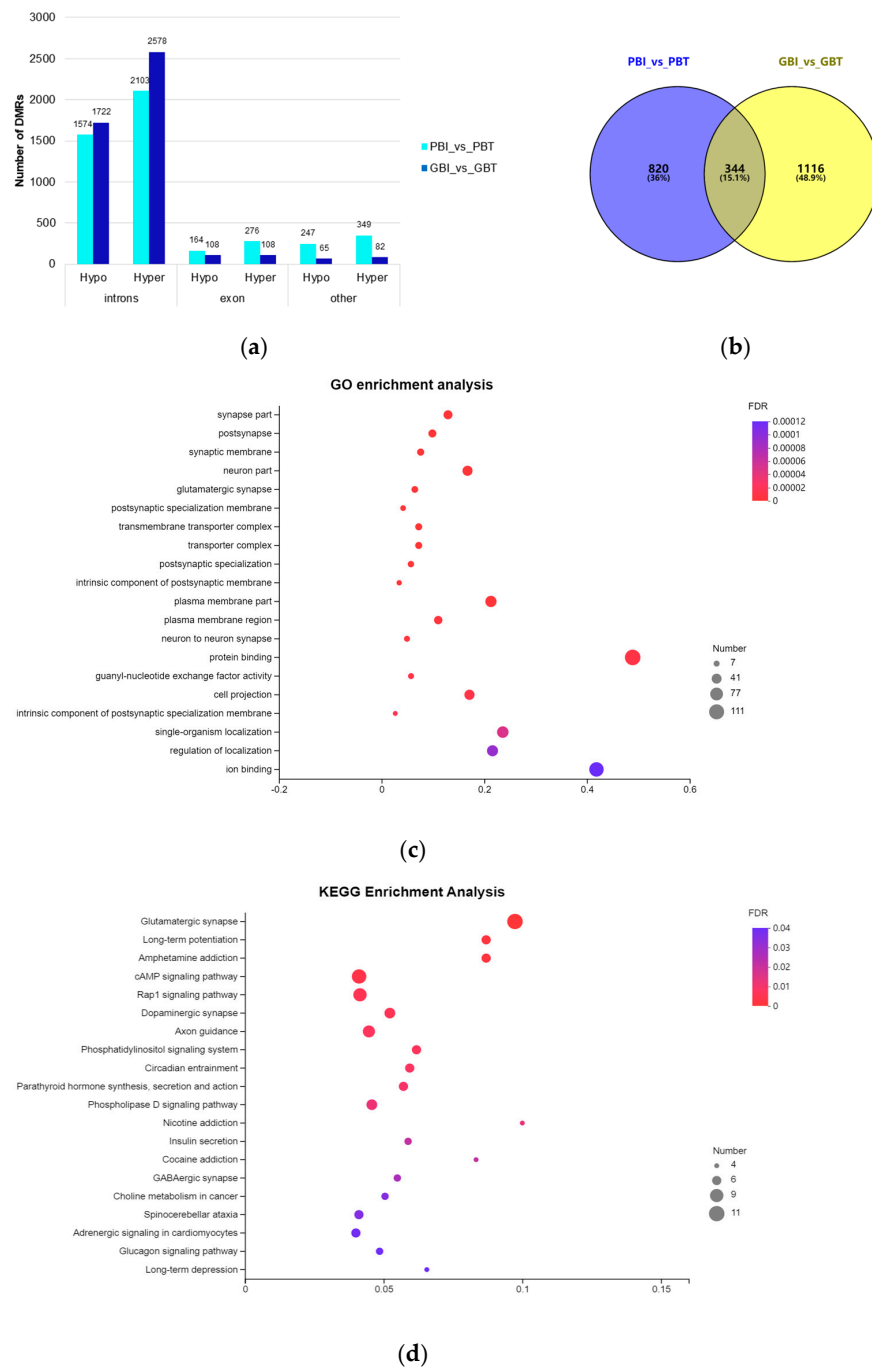 3000
2500
2000
1500
1000
500
0
Number of DMRs
1574
1722
2103
2578
164
108
276
108
247
65
349
82
Hypo
Hyper
Hypo
Hyper
Hypo
Hyper
introns
exon
other
PBI_vs_PBT
GBI_vs_GBT
(a)
PBI_vs_PBT
GBI_vs_GBT
820
(36%)
344
(15.1%)
1116
(48.9%)
(b)
GO enrichment analysis
synapse part
postsynapse
synaptic membrane
neuron part
glutamatergic synapse
postsynaptic specialization membrane
transmembrane transporter complex
transporter complex
postsynaptic specialization
intrinsic component of postsynaptic membrane
plasma membrane part
plasma membrane region
neuron to neuron synapse
protein binding
guanyl-nucleotide exchange factor activity
cell projection
intrinsic component of postsynaptic specialization membrane
single-organism localization
regulation of localization
ion binding
-0.2
0
0.2
0.4
0.6
FDR
0.00012
0.0001
0.00008
0.00006
0.00004
0.00002
0
Number
7
41
77
111
(c)
KEGG Enrichment Analysis
Glutamatergic synapse
Long-term potentiation
Amphetamine addiction
cAMP signaling pathway
Rap1 signaling pathway
Dopaminergic synapse
Axon guidance
Phosphatidylinositol signaling system
Circadian entrainment
Parathyroid hormone synthesis, secretion and action
Phospholipase D signaling pathway
Nicotine addiction
Insulin secretion
Cocaine addiction
GABAergic synapse
Choline metabolism in cancer
Spinocerebellar ataxia
Adrenergic signaling in cardiomyocytes
Glucagon signaling pathway
Long-term depression
0
0.05
0.1
0.15
FDR
0.04
0.03
0.02
0.01
0
Number
4
6
9
11
(d)